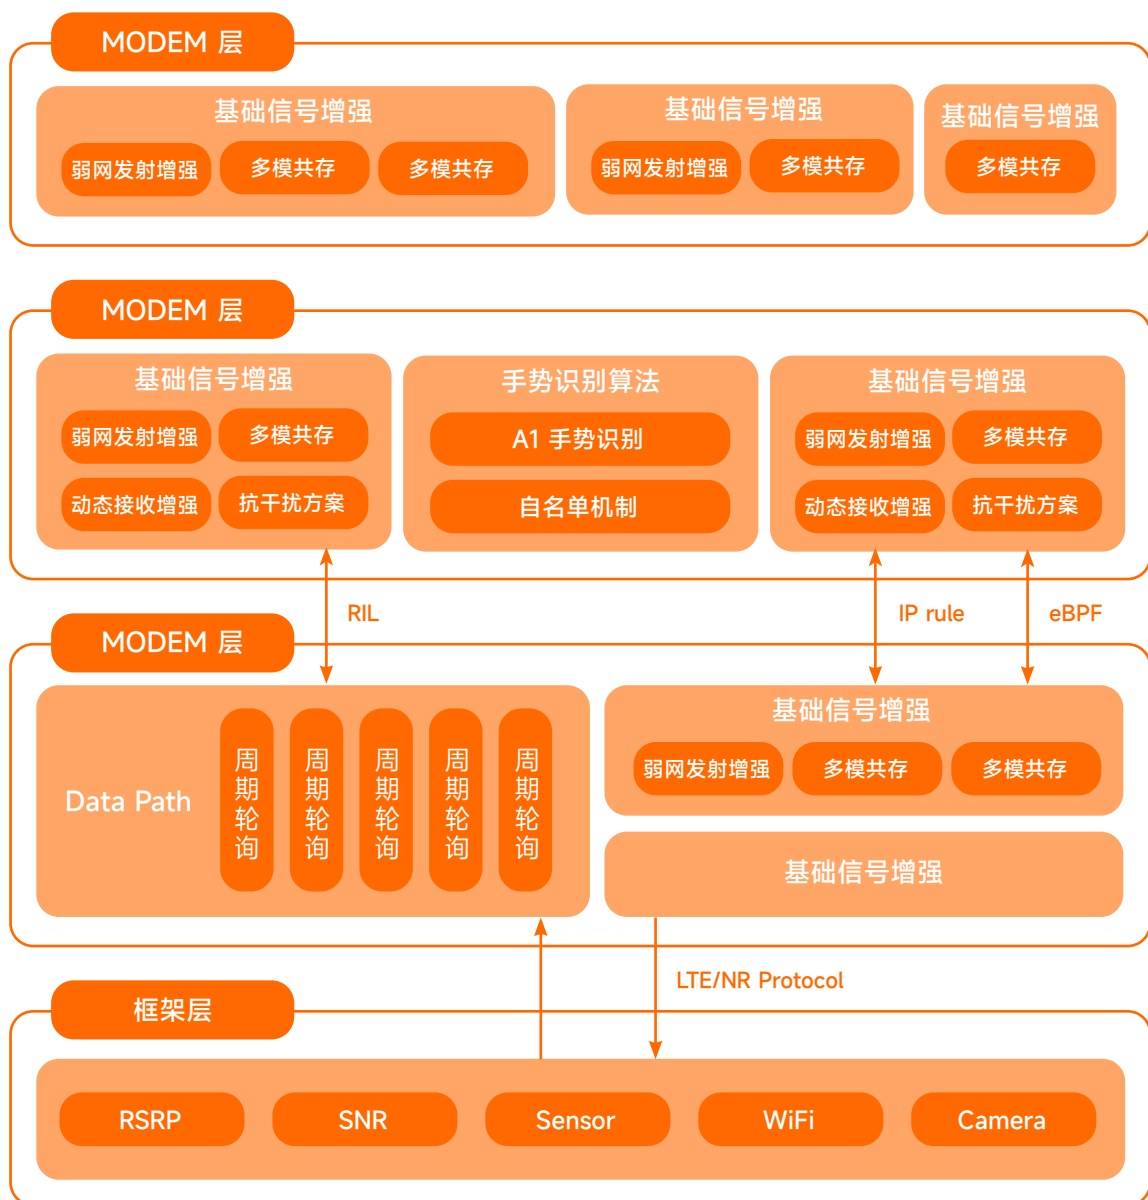 MODEM 层
基础信号增强
弱网发射增强
多模共存
多模共存
基础信号增强
弱网发射增强
多模共存
基础信号增强
多模共存
MODEM 层
基础信号增强
弱网发射增强
多模共存
动态接收增强
抗干扰方案
手势识别算法
A1 手势识别
自名单机制
基础信号增强
弱网发射增强
多模共存
动态接收增强
抗干扰方案
RIL
IP rule
eBPF
MODEM 层
Data Path
周期轮询
周期轮询
周期轮询
周期轮询
周期轮询
基础信号增强
弱网发射增强
多模共存
多模共存
基础信号增强
LTE/NR Protocol
框架层
RSRP
SNR
Sensor
WiFi
Camera